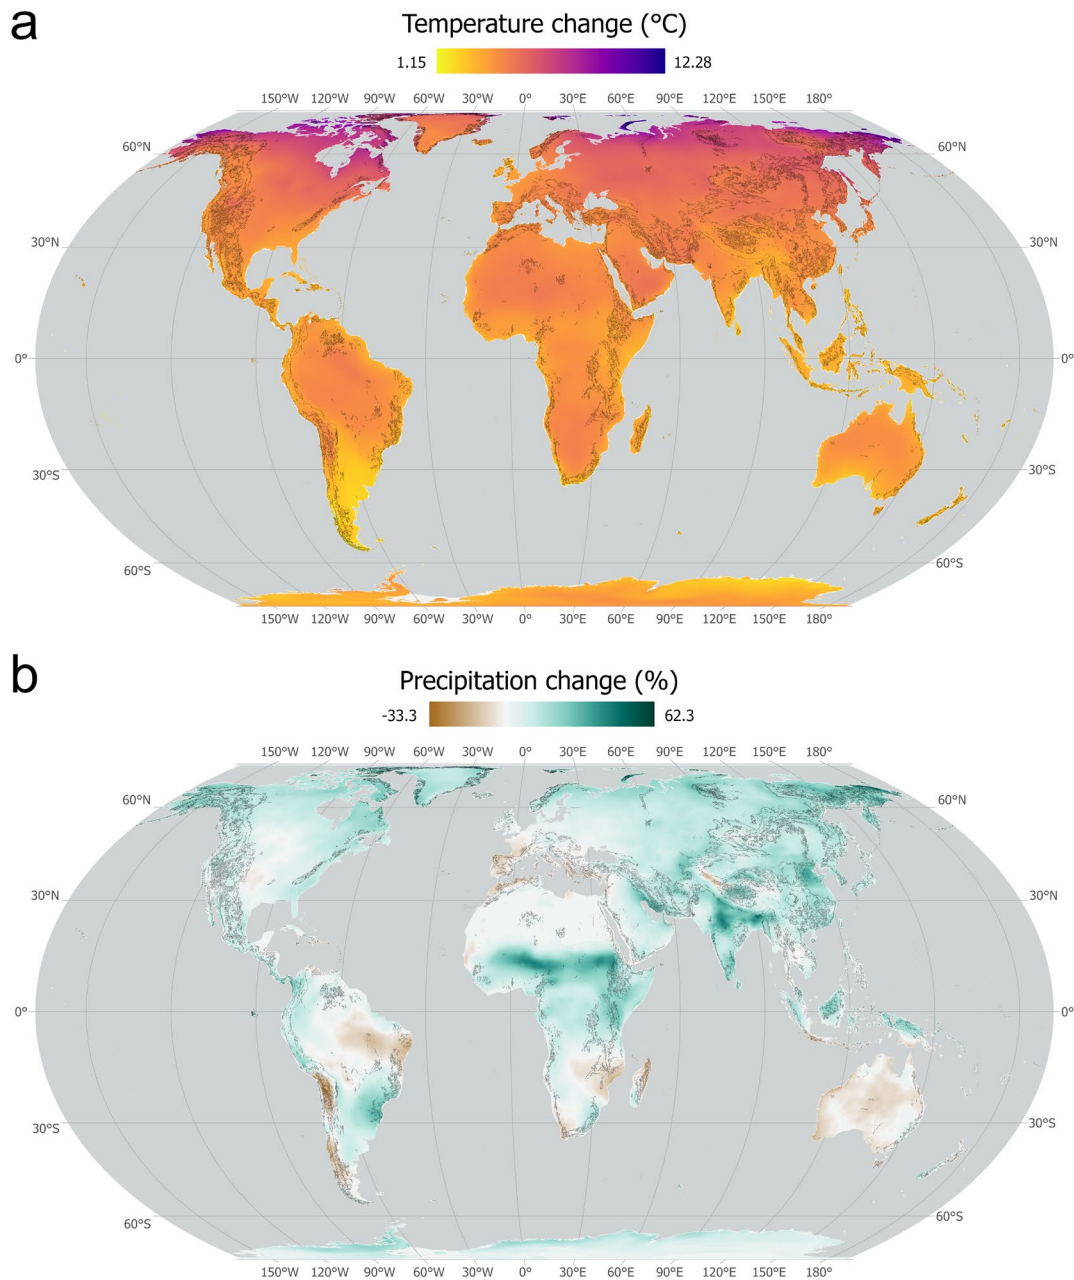 a
Temperature change (°C)
1.15 12.28
150°W 120°W 90°W 60°W 30°W 0° 30°E 60°E 90°E 120°E 150°E 180°
60°N 60°N
30°N 30°N
0° 0°
30°S 30°S
60°S 60°S
150°W 120°W 90°W 60°W 30°W 0° 30°E 60°E 90°E 120°E 150°E 180°
b
Precipitation change (%)
-33.3 62.3
150°W 120°W 90°W 60°W 30°W 0° 30°E 60°E 90°E 120°E 150°E 180°
60°N 60°N
30°N 30°N
0° 0°
30°S 30°S
60°S 60°S
150°W 120°W 90°W 60°W 30°W 0° 30°E 60°E 90°E 120°E 150°E 180°